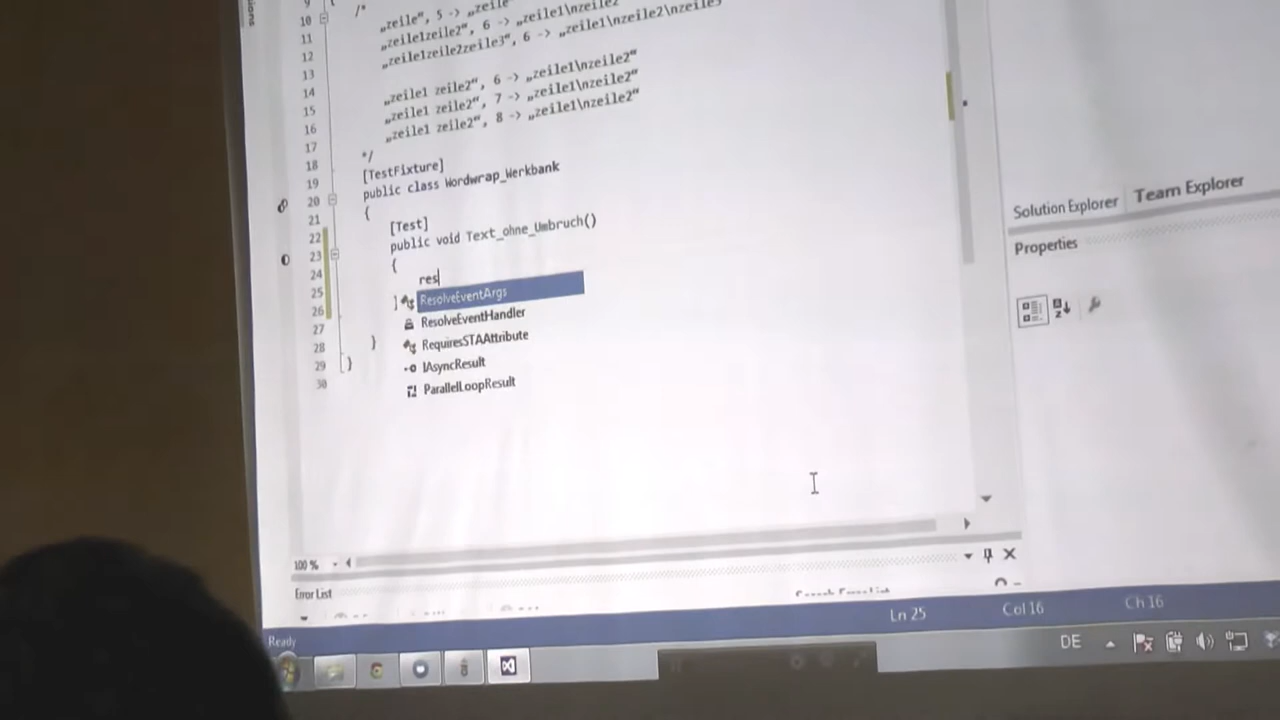 10 /*
11 „zeile", 5 -> „zeile
12 „zeile1zeile2", 6 -> „zeile1\nzeile2
13 „zeile1zeile2zeile3", 6 -> „zeile1\nzeile2\nzeile3
14
15 „zeile1 zeile2", 6 -> „zeile1\nzeile2"
16 „zeile1 zeile2", 7 -> „zeile1\nzeile2"
17 „zeile1 zeile2", 8 -> „zeile1\nzeile2"
18 */
19 [TestFixture]
20 public class Wordwrap_Werkbank
21 {
22 [Test]
23 public void Text_ohne_Umbruch()
24 {
25 res
26 }
ResolveEventArgs
ResolveEventHandler
RequiresSTAAttribute
IAsyncResult
ParallelLoopResult
27
28 }
29 }
30
Solution Explorer Team Explorer
Properties
100 %
Error List
Ready Ln 25 Col 16 Ch 16
DE